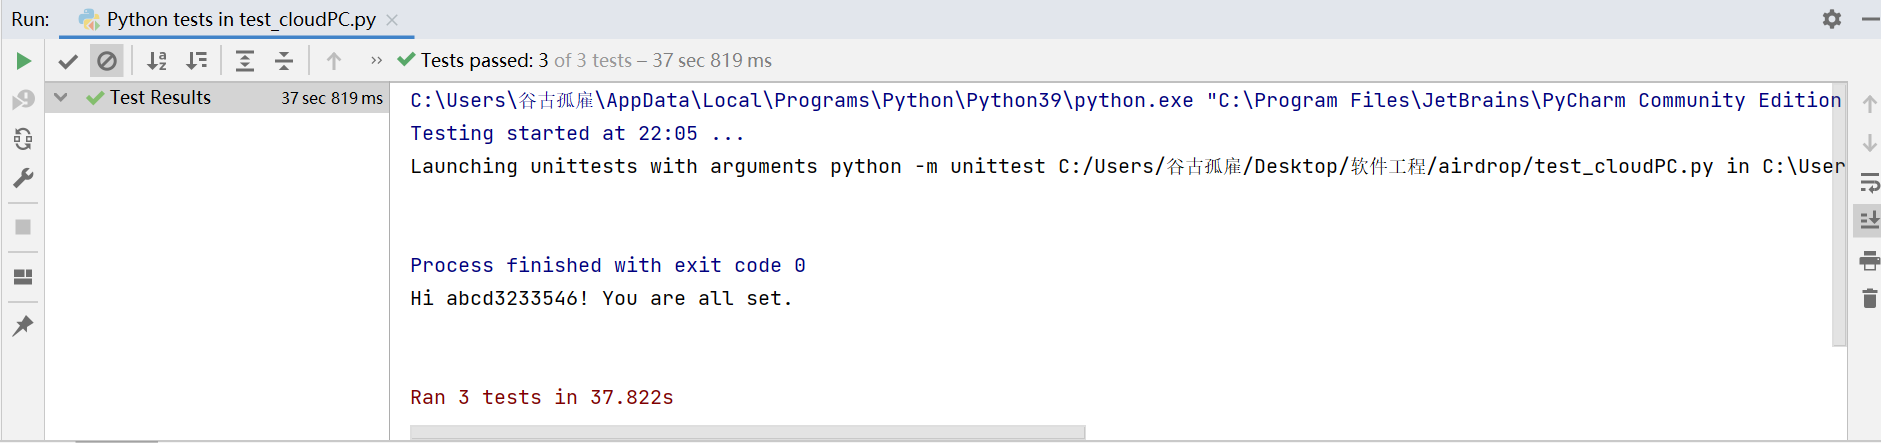 Run: Python tests in test_cloudPC.py
Tests passed: 3 of 3 tests – 37 sec 819 ms
Test Results 37 sec 819 ms
C:\Users\谷古孤雇\AppData\Local\Programs\Python\Python39\python.exe "C:\Program Files\JetBrains\PyCharm Community Edition
Testing started at 22:05 ...
Launching unittests with arguments python -m unittest C:/Users/谷古孤雇/Desktop/软件工程/airdrop/test_cloudPC.py in C:\User
Process finished with exit code 0
Hi abcd3233546! You are all set.
Ran 3 tests in 37.822s